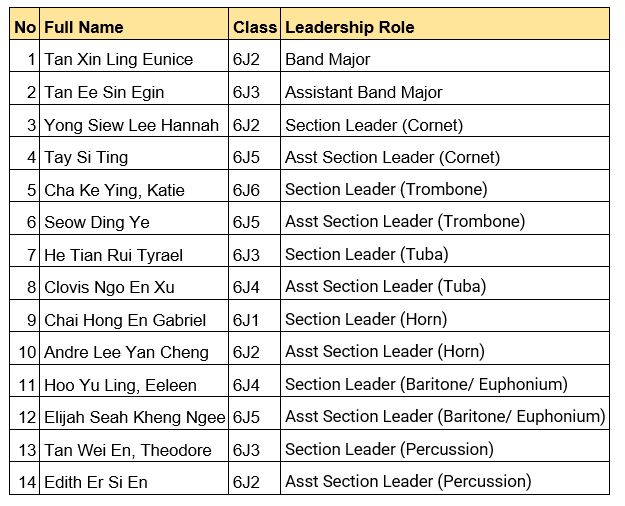 No Full Name Class Leadership Role
1 Tan Xin Ling Eunice 6J2 Band Major
2 Tan Ee Sin Egin 6J3 Assistant Band Major
3 Yong Siew Lee Hannah 6J2 Section Leader (Cornet)
4 Tay Si Ting 6J5 Asst Section Leader (Cornet)
5 Cha Ke Ying, Katie 6J6 Section Leader (Trombone)
6 Seow Ding Ye 6J5 Asst Section Leader (Trombone)
7 He Tian Rui Tyrael 6J3 Section Leader (Tuba)
8 Clovis Ngo En Xu 6J4 Asst Section Leader (Tuba)
9 Chai Hong En Gabriel 6J1 Section Leader (Horn)
10 Andre Lee Yan Cheng 6J2 Asst Section Leader (Horn)
11 Hoo Yu Ling, Eeleen 6J4 Section Leader (Baritone/ Euphonium)
12 Elijah Seah Kheng Ngee 6J5 Asst Section Leader (Baritone/ Euphonium)
13 Tan Wei En, Theodore 6J3 Section Leader (Percussion)
14 Edith Er Si En 6J2 Asst Section Leader (Percussion)